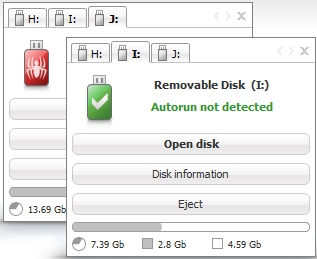 H: I: J:
H: I: J:
Removable Disk (I:)
Autorun not detected
Open disk
Disk information
Eject
13.69 Gb
7.39 Gb 2.8 Gb 4.59 Gb